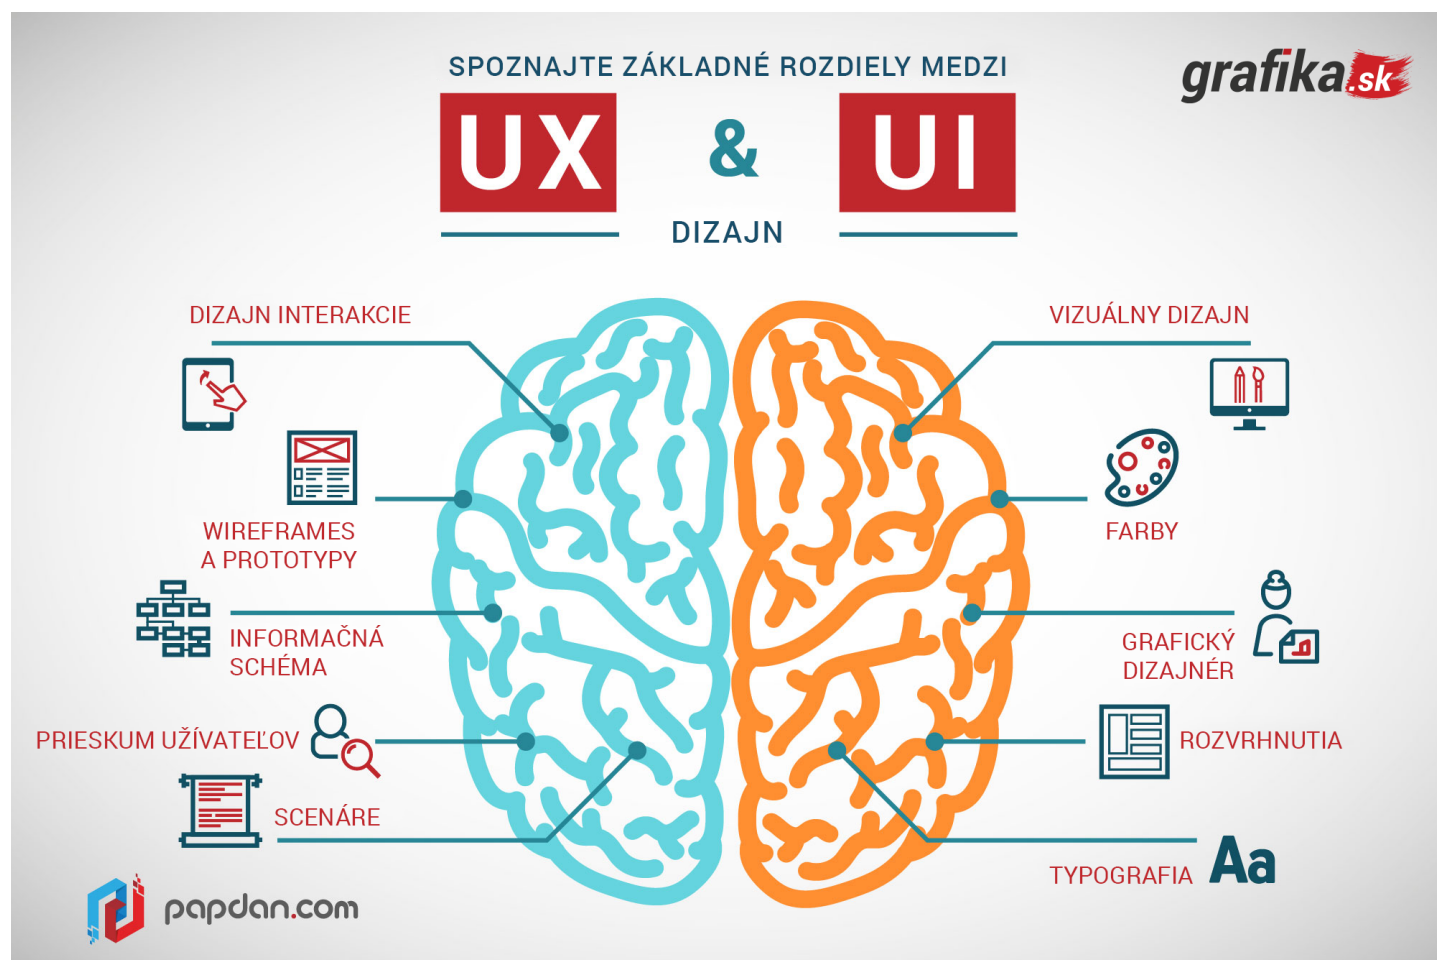 SPOZNAJTE ZÁKLADNÉ ROZDIELY MEDZI
grafika.sk
UX & UI
DIZAJN
DIZAJN INTERAKCIE
WIREFRAMES
A PROTOTYPY
INFORMAČNÁ
SCHÉMA
PRIESKUM UŽÍVATEĽOV
SCENÁRE
VIZUÁLNY DIZAJN
FARBY
GRAFICKÝ
DIZAJNÉR
ROZVRHNUTIA
TYPOGRAFIA Aa
papdan.com